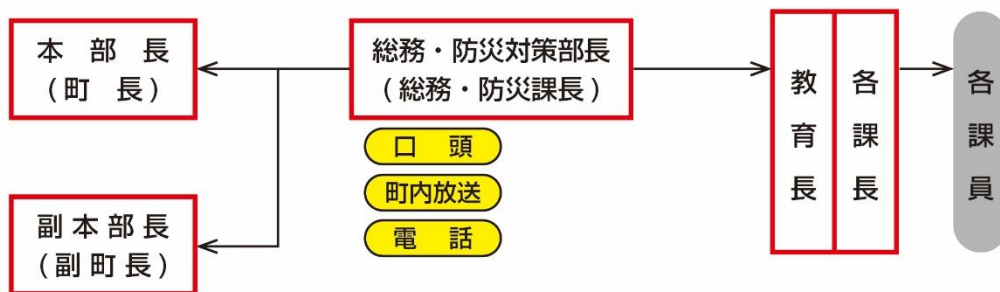 本部長
(町長)
副本部長
(副町長)
総務・防災対策部長
(総務・防災課長)
口頭
町内放送
電話
教育長
各課長
各課員